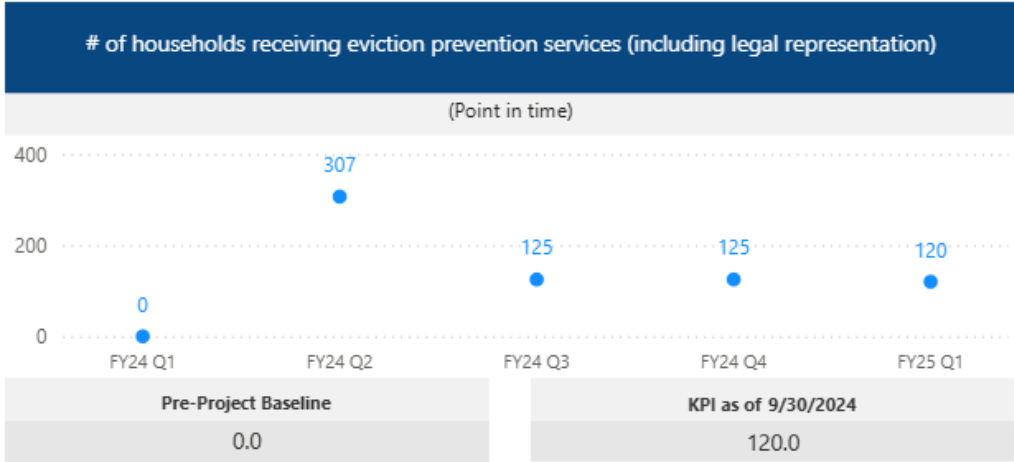 # of households receiving eviction prevention services (including legal representation)
(Point in time)
400
307
200
125
125
120
0
0
FY24 Q1
FY24 Q2
FY24 Q3
FY24 Q4
FY25 Q1
Pre-Project Baseline
KPI as of 9/30/2024
0.0
120.0